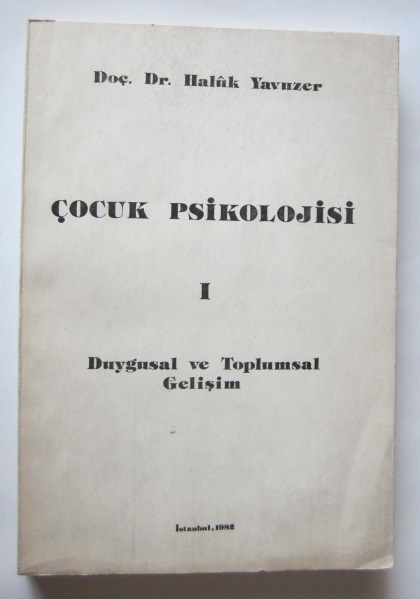 Doç. Dr. Halûk Yavuzer
ÇOCUK PSİKOLOJİSİ
I
Duygusal ve Toplumsal
Gelişim
İstanbul, 1982